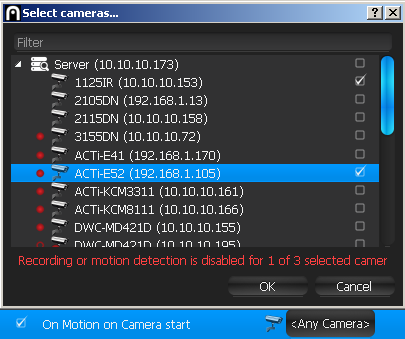 Select cameras...
Filter
Server (10.10.10.173)
1125IR (10.10.10.153)
2105DN (192.168.1.13)
2115DN (10.10.10.158)
3155DN (10.10.10.72)
ACTi-E41 (192.168.1.170)
ACTi-E52 (192.168.1.105)
ACTi-KCM3311 (10.10.10.161)
ACTi-KCM8111 (10.10.10.166)
DWC-MD421D (10.10.10.155)
DWC-MD421D (10.10.10.195)
Recording or motion detection is disabled for 1 of 3 selected camer
OK Cancel
On Motion on Camera start <Any Camera>